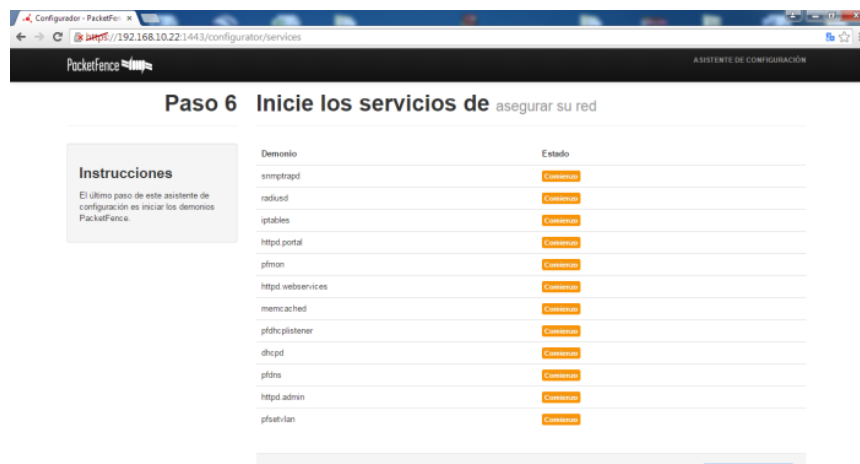 Configurador - PacketFen
https://192.168.10.22:1443/configurator/services
PacketFence
ASISTENTE DE CONFIGURACIÓN
Paso 6 Inicie los servicios de asegurar su red
Instrucciones
El último paso de este asistente de
configuración es iniciar los demonios
PacketFence.
Demonio Estado
snmptrapd Comienzo
radiusd Comienzo
iptables Comienzo
httpd.portal Comienzo
pfmon Comienzo
httpd.webservices Comienzo
memcached Comienzo
pfdhcplistener Comienzo
dhcpd Comienzo
pfdns Comienzo
httpd.admin Comienzo
pfsetvlan Comienzo